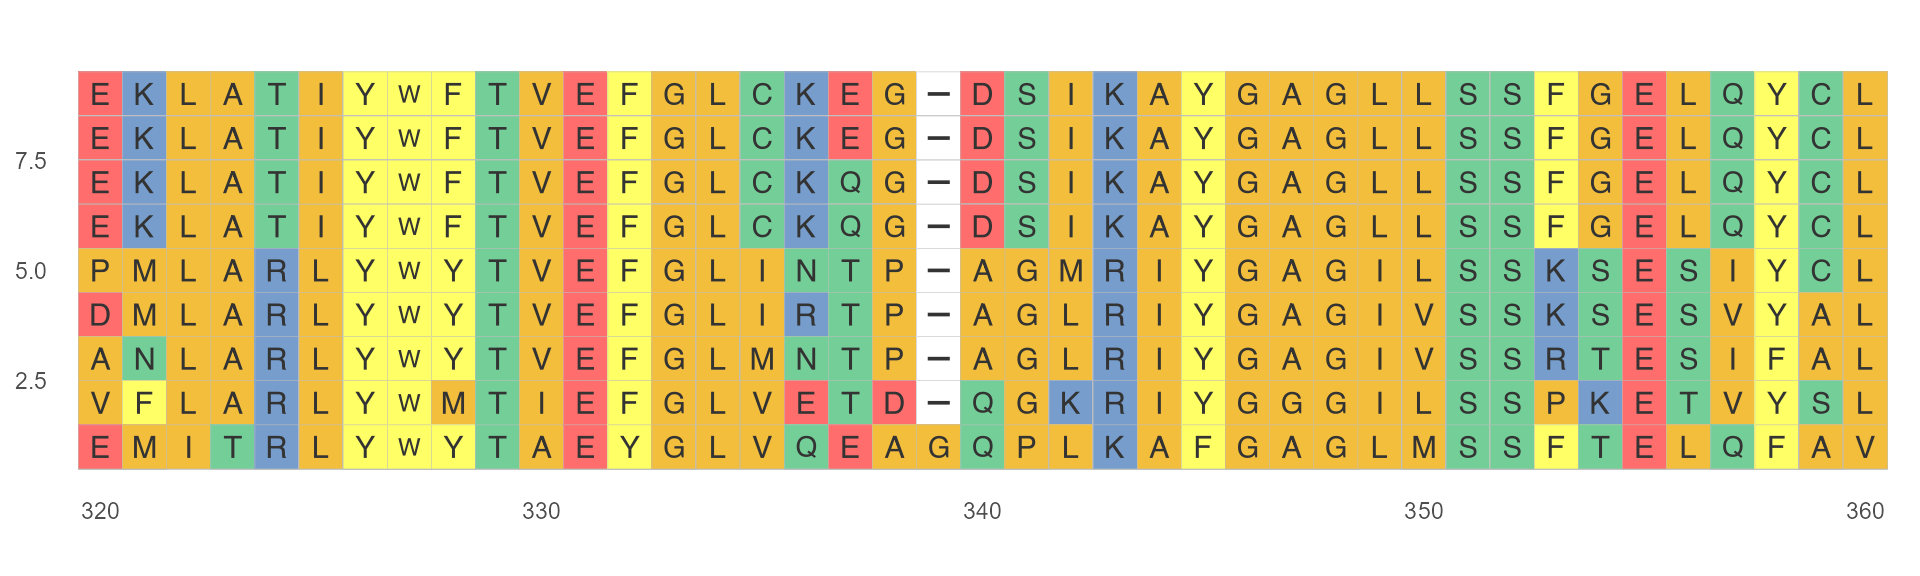 E K L A T I Y W F T V E F G L C K E G – D S I K A Y G A G L L S S F G E L Q Y C L
E K L A T I Y W F T V E F G L C K E G – D S I K A Y G A G L L S S F G E L Q Y C L
7.5
E K L A T I Y W F T V E F G L C K Q G – D S I K A Y G A G L L S S F G E L Q Y C L
E K L A T I Y W F T V E F G L C K Q G – D S I K A Y G A G L L S S F G E L Q Y C L
5.0 P M L A R L Y W Y T V E F G L I N T P – A G M R I Y G A G I L S S K S E S I Y C L
D M L A R L Y W Y T V E F G L I R T P – A G L R I Y G A G I V S S K S E S V Y A L
A N L A R L Y W Y T V E F G L M N T P – A G L R I Y G A G I V S S R T E S I F A L
2.5
V F L A R L Y W M T I E F G L V E T D – Q G K R I Y G G G I L S S P K E T V Y S L
E M I T R L Y W Y T A E Y G L V Q E A G Q P L K A F G A G L M S S F T E L Q F A V
320 330 340 350 360